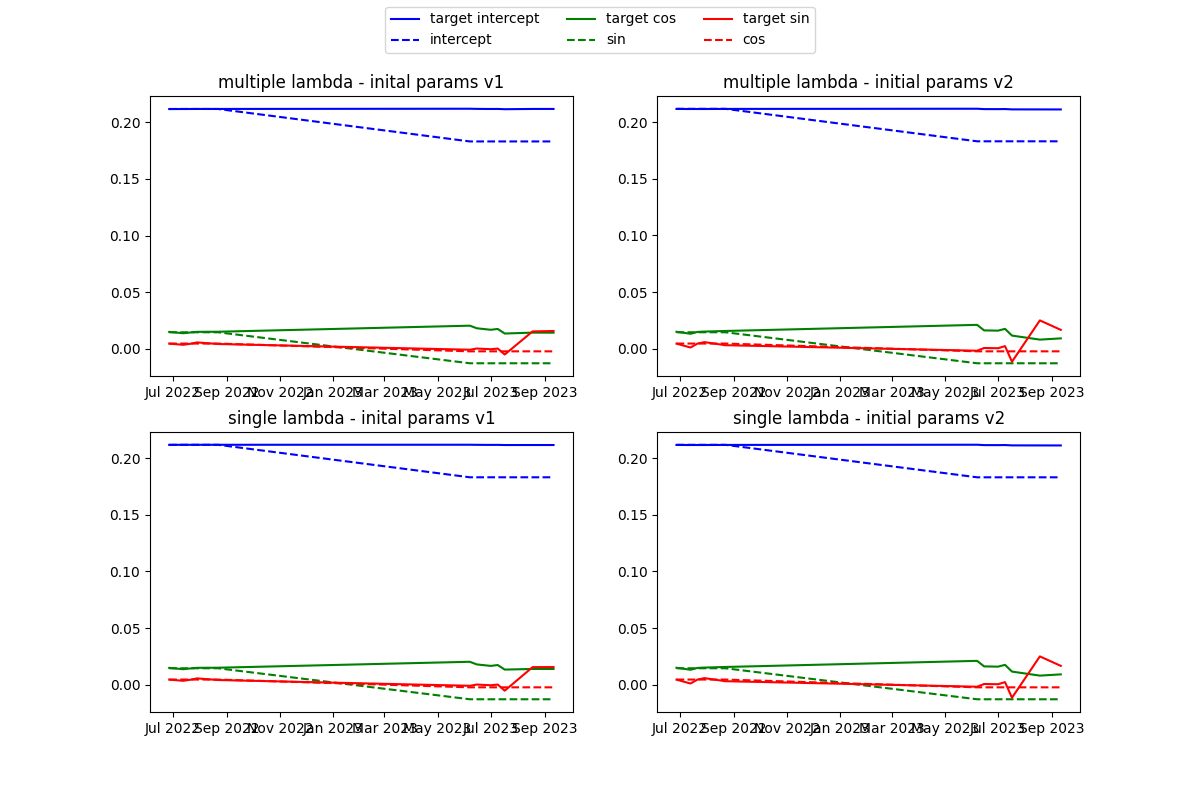 target intercept target cos target sin
intercept sin cos
multiple lambda - inital params v1 multiple lambda - initial params v2
0.20 0.20
0.15 0.15
0.10 0.10
0.05 0.05
0.00 0.00
Jul 2022 Sep 2022 Nov 2022 Jan 2023 Mar 2023 May 2023 Jul 2023 Sep 2023 Jul 2022 Sep 2022 Nov 2022 Jan 2023 Mar 2023 May 2023 Jul 2023 Sep 2023
single lambda - inital params v1 single lambda - initial params v2
0.20 0.20
0.15 0.15
0.10 0.10
0.05 0.05
0.00 0.00
Jul 2022 Sep 2022 Nov 2022 Jan 2023 Mar 2023 May 2023 Jul 2023 Sep 2023 Jul 2022 Sep 2022 Nov 2022 Jan 2023 Mar 2023 May 2023 Jul 2023 Sep 2023